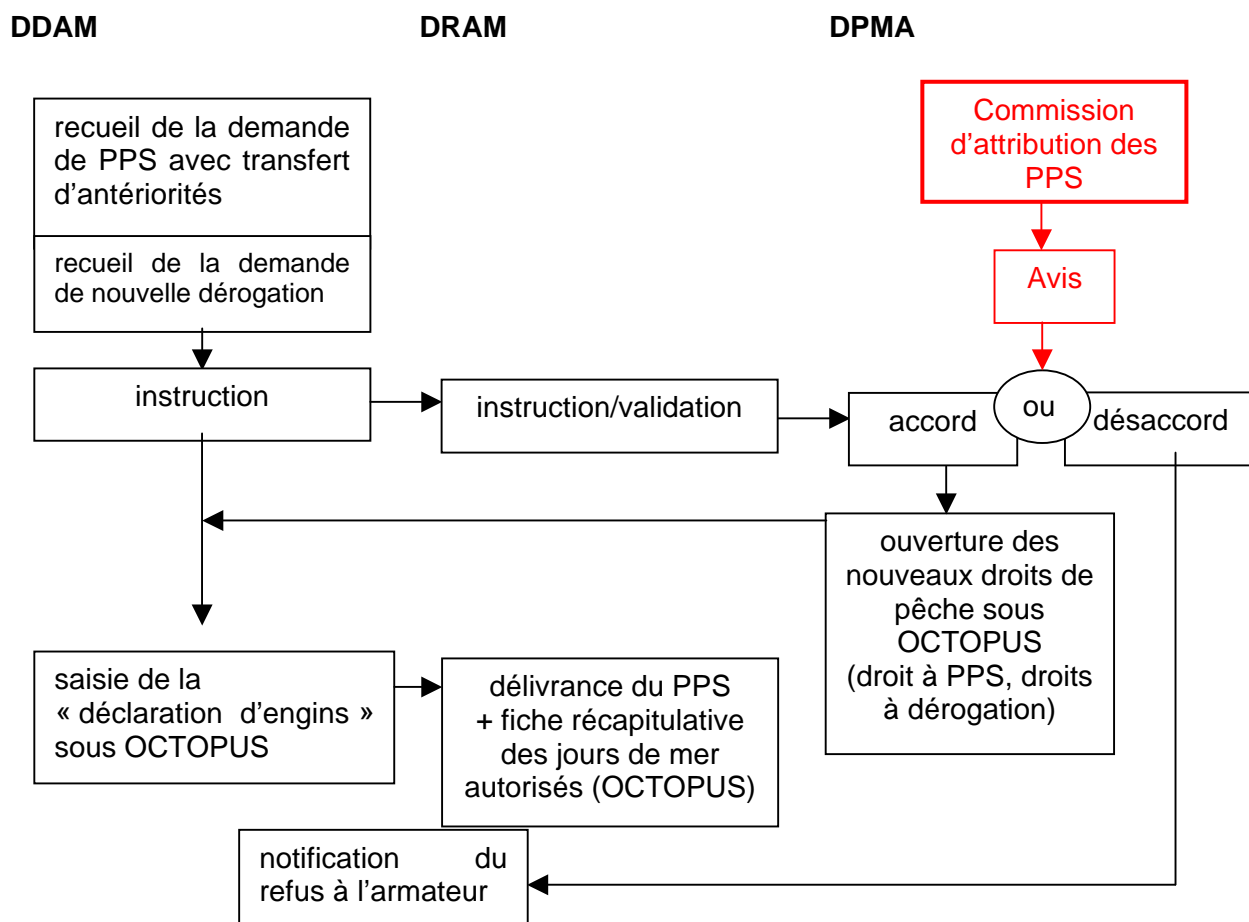 DDAM
DRAM
DPMA
recueil de la demande
de PPS avec transfert
d’antériorités
recueil de la demande
de nouvelle dérogation
Commission
d’attribution des
PPS
Avis
instruction
instruction/validation
accord
ou
désaccord
ouverture des
nouveaux droits de
pêche sous
OCTOPUS
(droit à PPS, droits
à dérogation)
saisie de la
« déclaration d’engins »
sous OCTOPUS
délivrance du PPS
+ fiche récapitulative
des jours de mer
autorisés (OCTOPUS)
notification du
refus à l’armateur